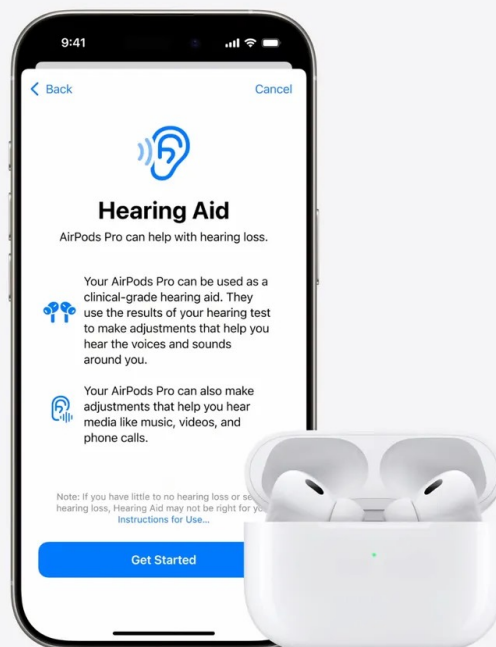 9:41
Back
Cancel
Hearing Aid
AirPods Pro can help with hearing loss.
Your AirPods Pro can be used as a
clinical-grade hearing aid. They
use the results of your hearing test
to make adjustments that help you
hear the voices and sounds
around you.
Your AirPods Pro can also make
adjustments that help you hear
media like music, videos, and
phone calls.
Note: If you have little to no hearing loss or
hearing loss, Hearing Aid may not be right for
Instructions for Use...
Get Started